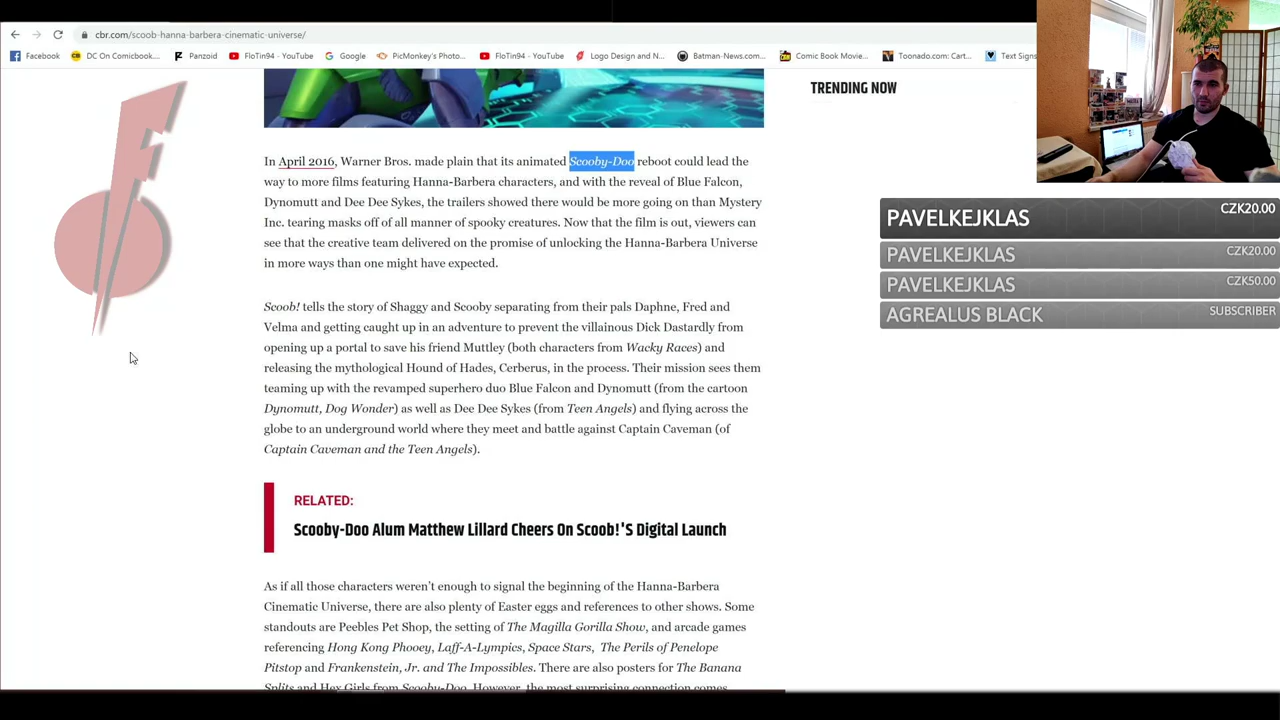 cbr.com/scoob-hanna-barbera-cinematic-universe/
Facebook DC On Comicbook.... Panzoid FloTin94 - YouTube Google PicMonkey's Photo... FloTin94 - YouTube Logo Design and N... Batman-News.com... Comic Book Movie... Toonado.com: Cart... Text Signs
TRENDING NOW
In April 2016, Warner Bros. made plain that its animated Scooby-Doo reboot could lead the
way to more films featuring Hanna-Barbera characters, and with the reveal of Blue Falcon,
Dynomutt and Dee Dee Sykes, the trailers showed there would be more going on than Mystery
Inc. tearing masks off of all manner of spooky creatures. Now that the film is out, viewers can
see that the creative team delivered on the promise of unlocking the Hanna-Barbera Universe
in more ways than one might have expected.
Scoob! tells the story of Shaggy and Scooby separating from their pals Daphne, Fred and
Velma and getting caught up in an adventure to prevent the villainous Dick Dastardly from
opening up a portal to save his friend Muttley (both characters from Wacky Races) and
releasing the mythological Hound of Hades, Cerberus, in the process. Their mission sees them
teaming up with the revamped superhero duo Blue Falcon and Dynomutt (from the cartoon
Dynomutt, Dog Wonder) as well as Dee Dee Sykes (from Teen Angels) and flying across the
globe to an underground world where they meet and battle against Captain Caveman (of
Captain Caveman and the Teen Angels).
RELATED:
Scooby-Doo Alum Matthew Lillard Cheers On Scoob!'S Digital Launch
As if all those characters weren't enough to signal the beginning of the Hanna-Barbera
Cinematic Universe, there are also plenty of Easter eggs and references to other shows. Some
standouts are Peebles Pet Shop, the setting of The Magilla Gorilla Show, and arcade games
referencing Hong Kong Phooey, Laff-A-Lympics, Space Stars, The Perils of Penelope
Pitstop and Frankenstein, Jr. and The Impossibles. There are also posters for The Banana
Splits and Hex Girls from Scooby-Doo. However, the most surprising connection comes
PAVELKEJKLAS CZK20.00
PAVELKEJKLAS CZK20.00
PAVELKEJKLAS CZK50.00
AGREALUS BLACK SUBSCRIBER